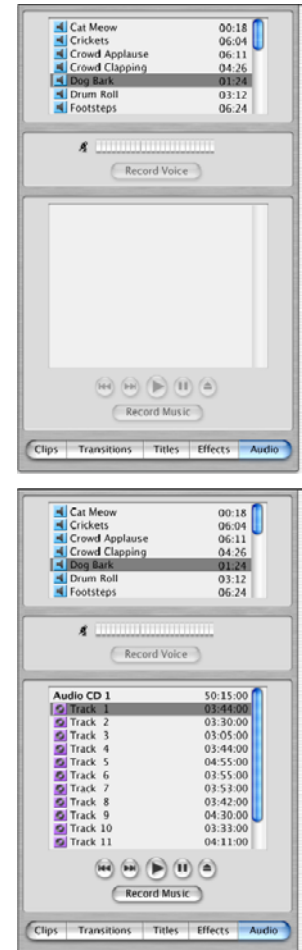 Cat Meow 00:18
Crickets 06:04
Crowd Applause 06:11
Crowd Clapping 04:26
Dog Bark 01:24
Drum Roll 03:12
Footsteps 06:24
Record Voice
Record Music
Clips Transitions Titles Effects Audio
Cat Meow 00:18
Crickets 06:04
Crowd Applause 06:11
Crowd Clapping 04:26
Dog Bark 01:24
Drum Roll 03:12
Footsteps 06:24
Record Voice
Audio CD 1 50:15:00
Track 1 03:44:00
Track 2 03:30:00
Track 3 03:05:00
Track 4 03:44:00
Track 5 04:55:00
Track 6 03:55:00
Track 7 03:53:00
Track 8 03:42:00
Track 9 04:30:00
Track 10 03:33:00
Track 11 04:11:00
Record Music
Clips Transitions Titles Effects Audio